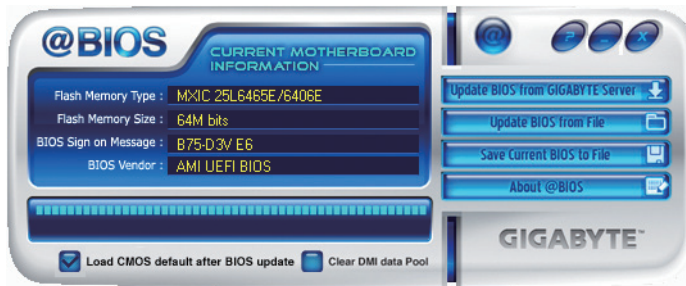 @BIOS
CURRENT MOTHERBOARD
INFORMATION
Flash Memory Type : MXIC 25L6465E/6406E
Flash Memory Size : 64M bits
BIOS Sign on Message : B75-D3V E6
BIOS Vendor : AMI UEFI BIOS
Load CMOS default after BIOS update
Clear DMI data Pool
@ ? – X
Update BIOS from GIGABYTE Server
Update BIOS from File
Save Current BIOS to File
About @BIOS
GIGABYTE™